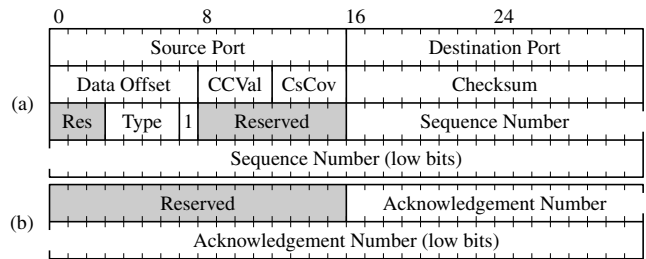 0 8 16 24
Source Port Destination Port
Data Offset CCVal CsCov Checksum
(a)
Res Type 1 Reserved Sequence Number
Sequence Number (low bits)
Reserved Acknowledgement Number
(b)
Acknowledgement Number (low bits)